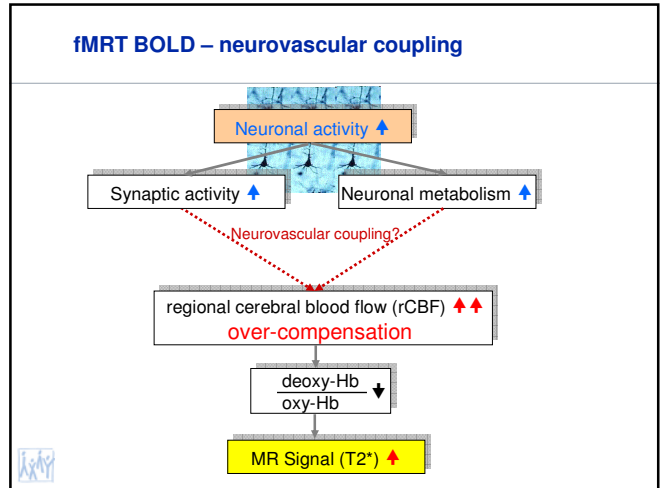 fMRT BOLD – neurovascular coupling
Neuronal activity
Synaptic activity
Neuronal metabolism
Neurovascular coupling?
regional cerebral blood flow (rCBF)
over-compensation
deoxy-Hb
oxy-Hb
MR Signal (T2*)